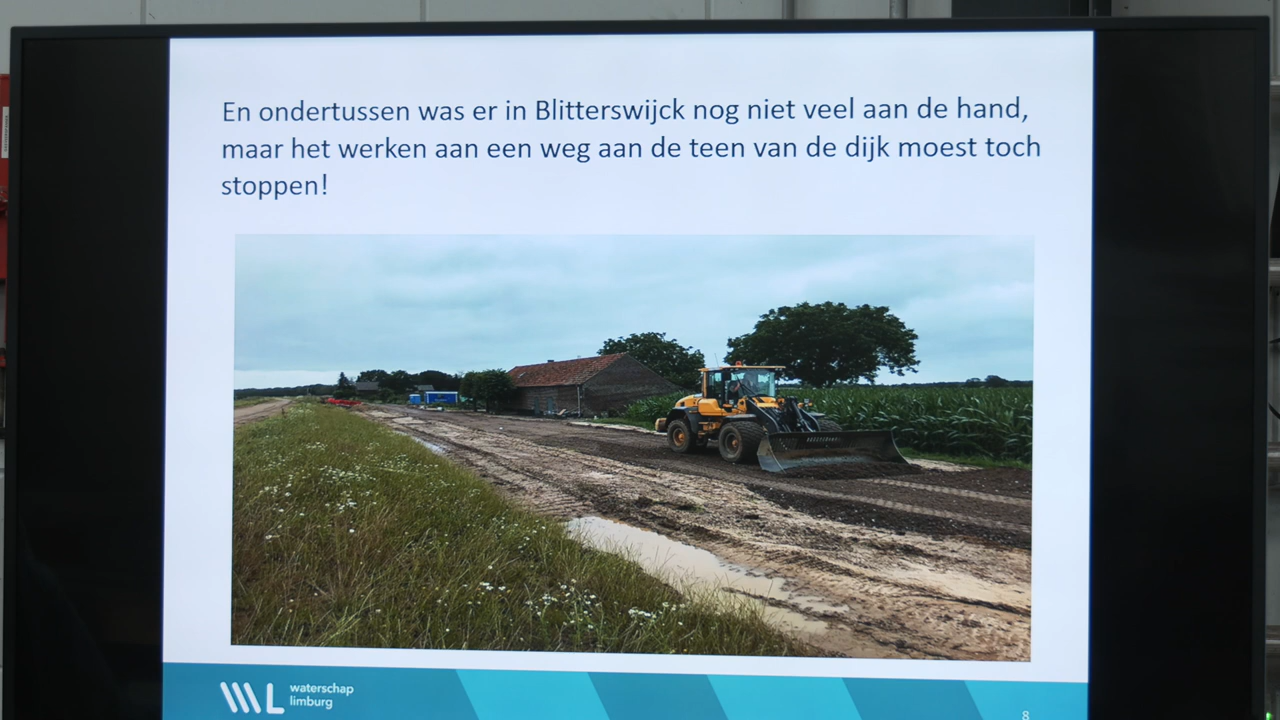 En ondertussen was er in Blitterswijck nog niet veel aan de hand,
maar het werken aan een weg aan de teen van de dijk moest toch
stoppen!
waterschap
limburg
8